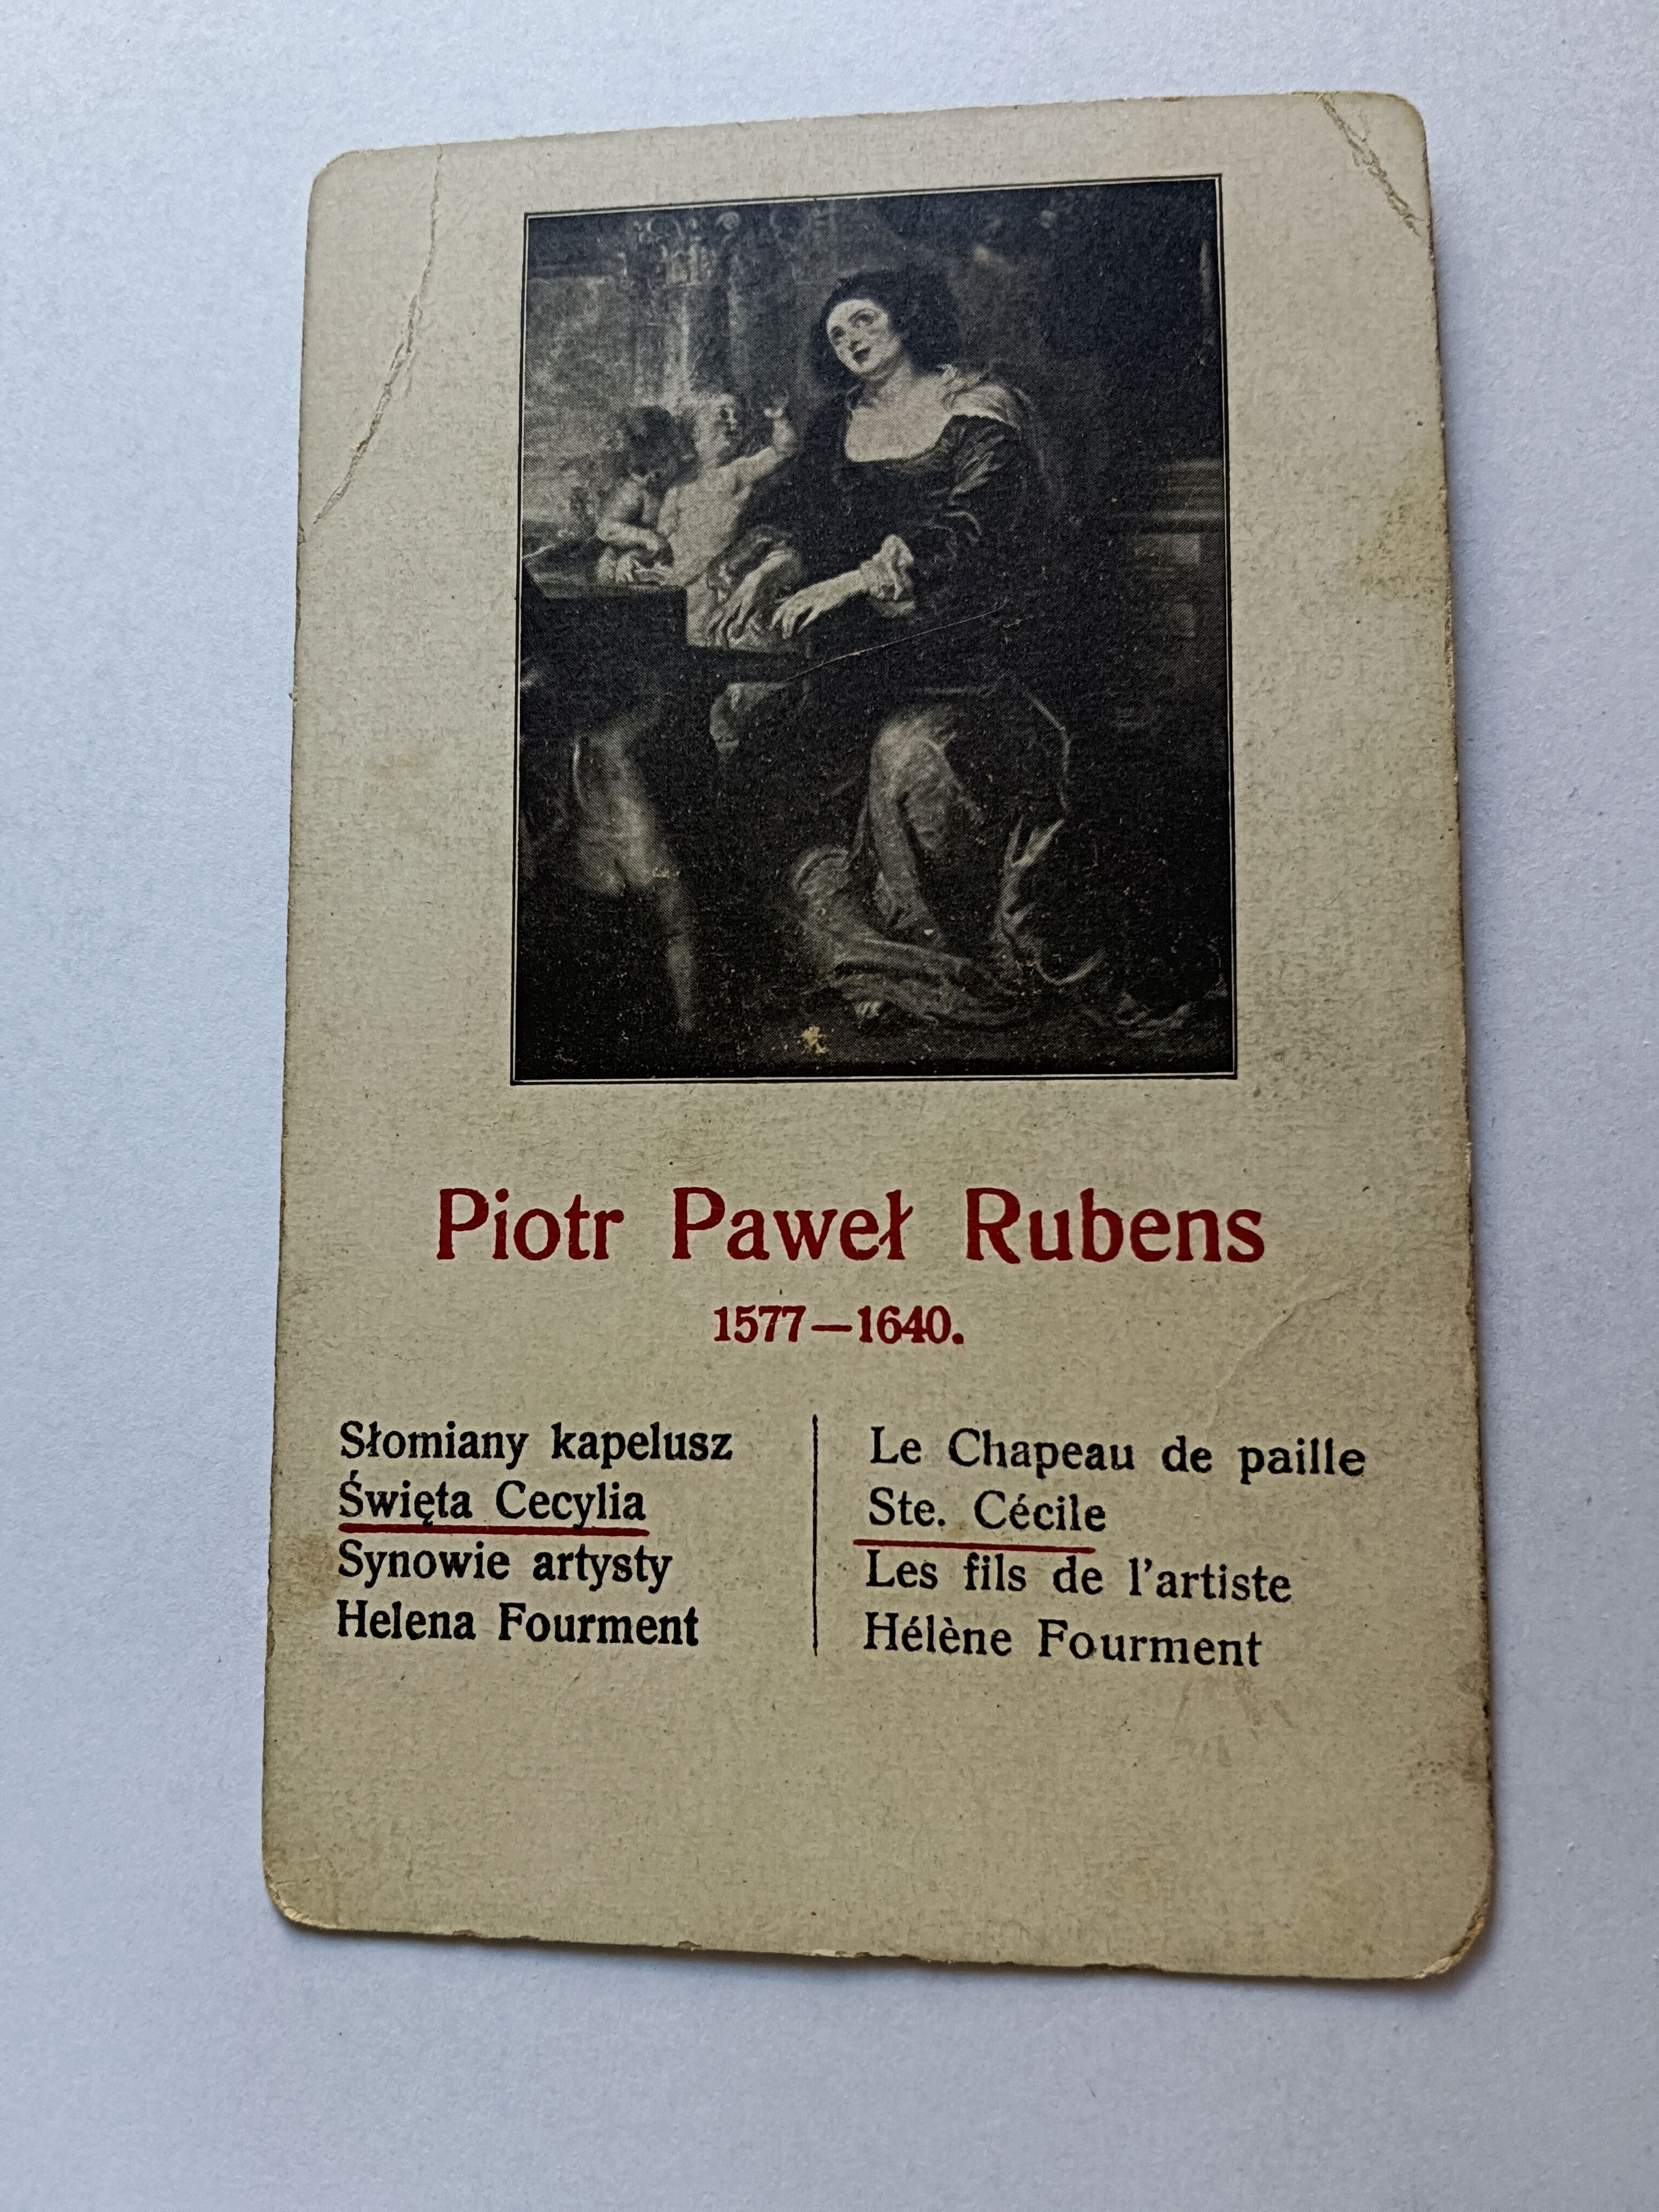 Piotr Paweł Rubens
1577—1640.
Słomiany kapelusz
Święta Cecylia
Synowie artysty
Helena Fourment
Le Chapeau de paille
Ste. Cécile
Les fils de l'artiste
Hélène Fourment